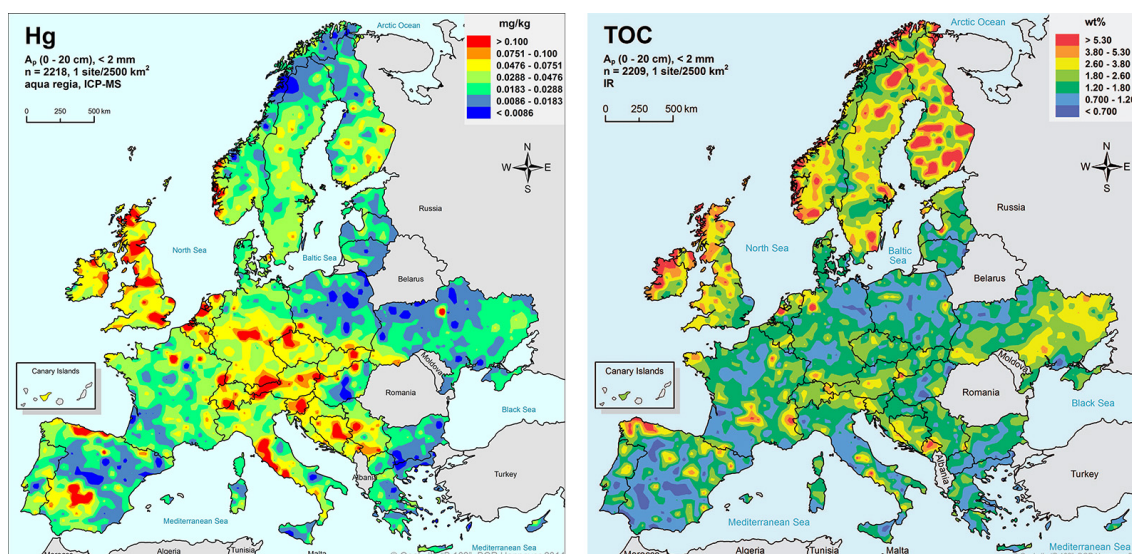 Hg
Aₚ (0 - 20 cm), < 2 mm
n = 2218, 1 site/2500 km²
aqua regia, ICP-MS
0 250 500 km
mg/kg
> 0.100
0.0751 - 0.100
0.0476 - 0.0751
0.0288 - 0.0476
0.0183 - 0.0288
0.0086 - 0.0183
< 0.0086
Arctic Ocean
N
W E
S
Russia
North Sea
Baltic Sea
Belarus
Canary Islands
Moldova
Romania
Black Sea
Albania
Turkey
Mediterranean Sea
Algeria
Tunisia
Malta
Mediterranean Sea
TOC
Aₚ (0 - 20 cm), < 2 mm
n = 2209, 1 site/2500 km²
IR
0 250 500 km
wt%
> 5.30
3.80 - 5.30
2.60 - 3.80
1.80 - 2.60
1.20 - 1.80
0.700 - 1.20
< 0.700
Arctic Ocean
N
W E
S
Russia
North Sea
Baltic
Sea
Belarus
Canary Islands
Moldova
Romania
Black Sea
Albania
Turkey
Mediterranean Sea
Algeria
Tunisia
Malta
Mediterranean Sea